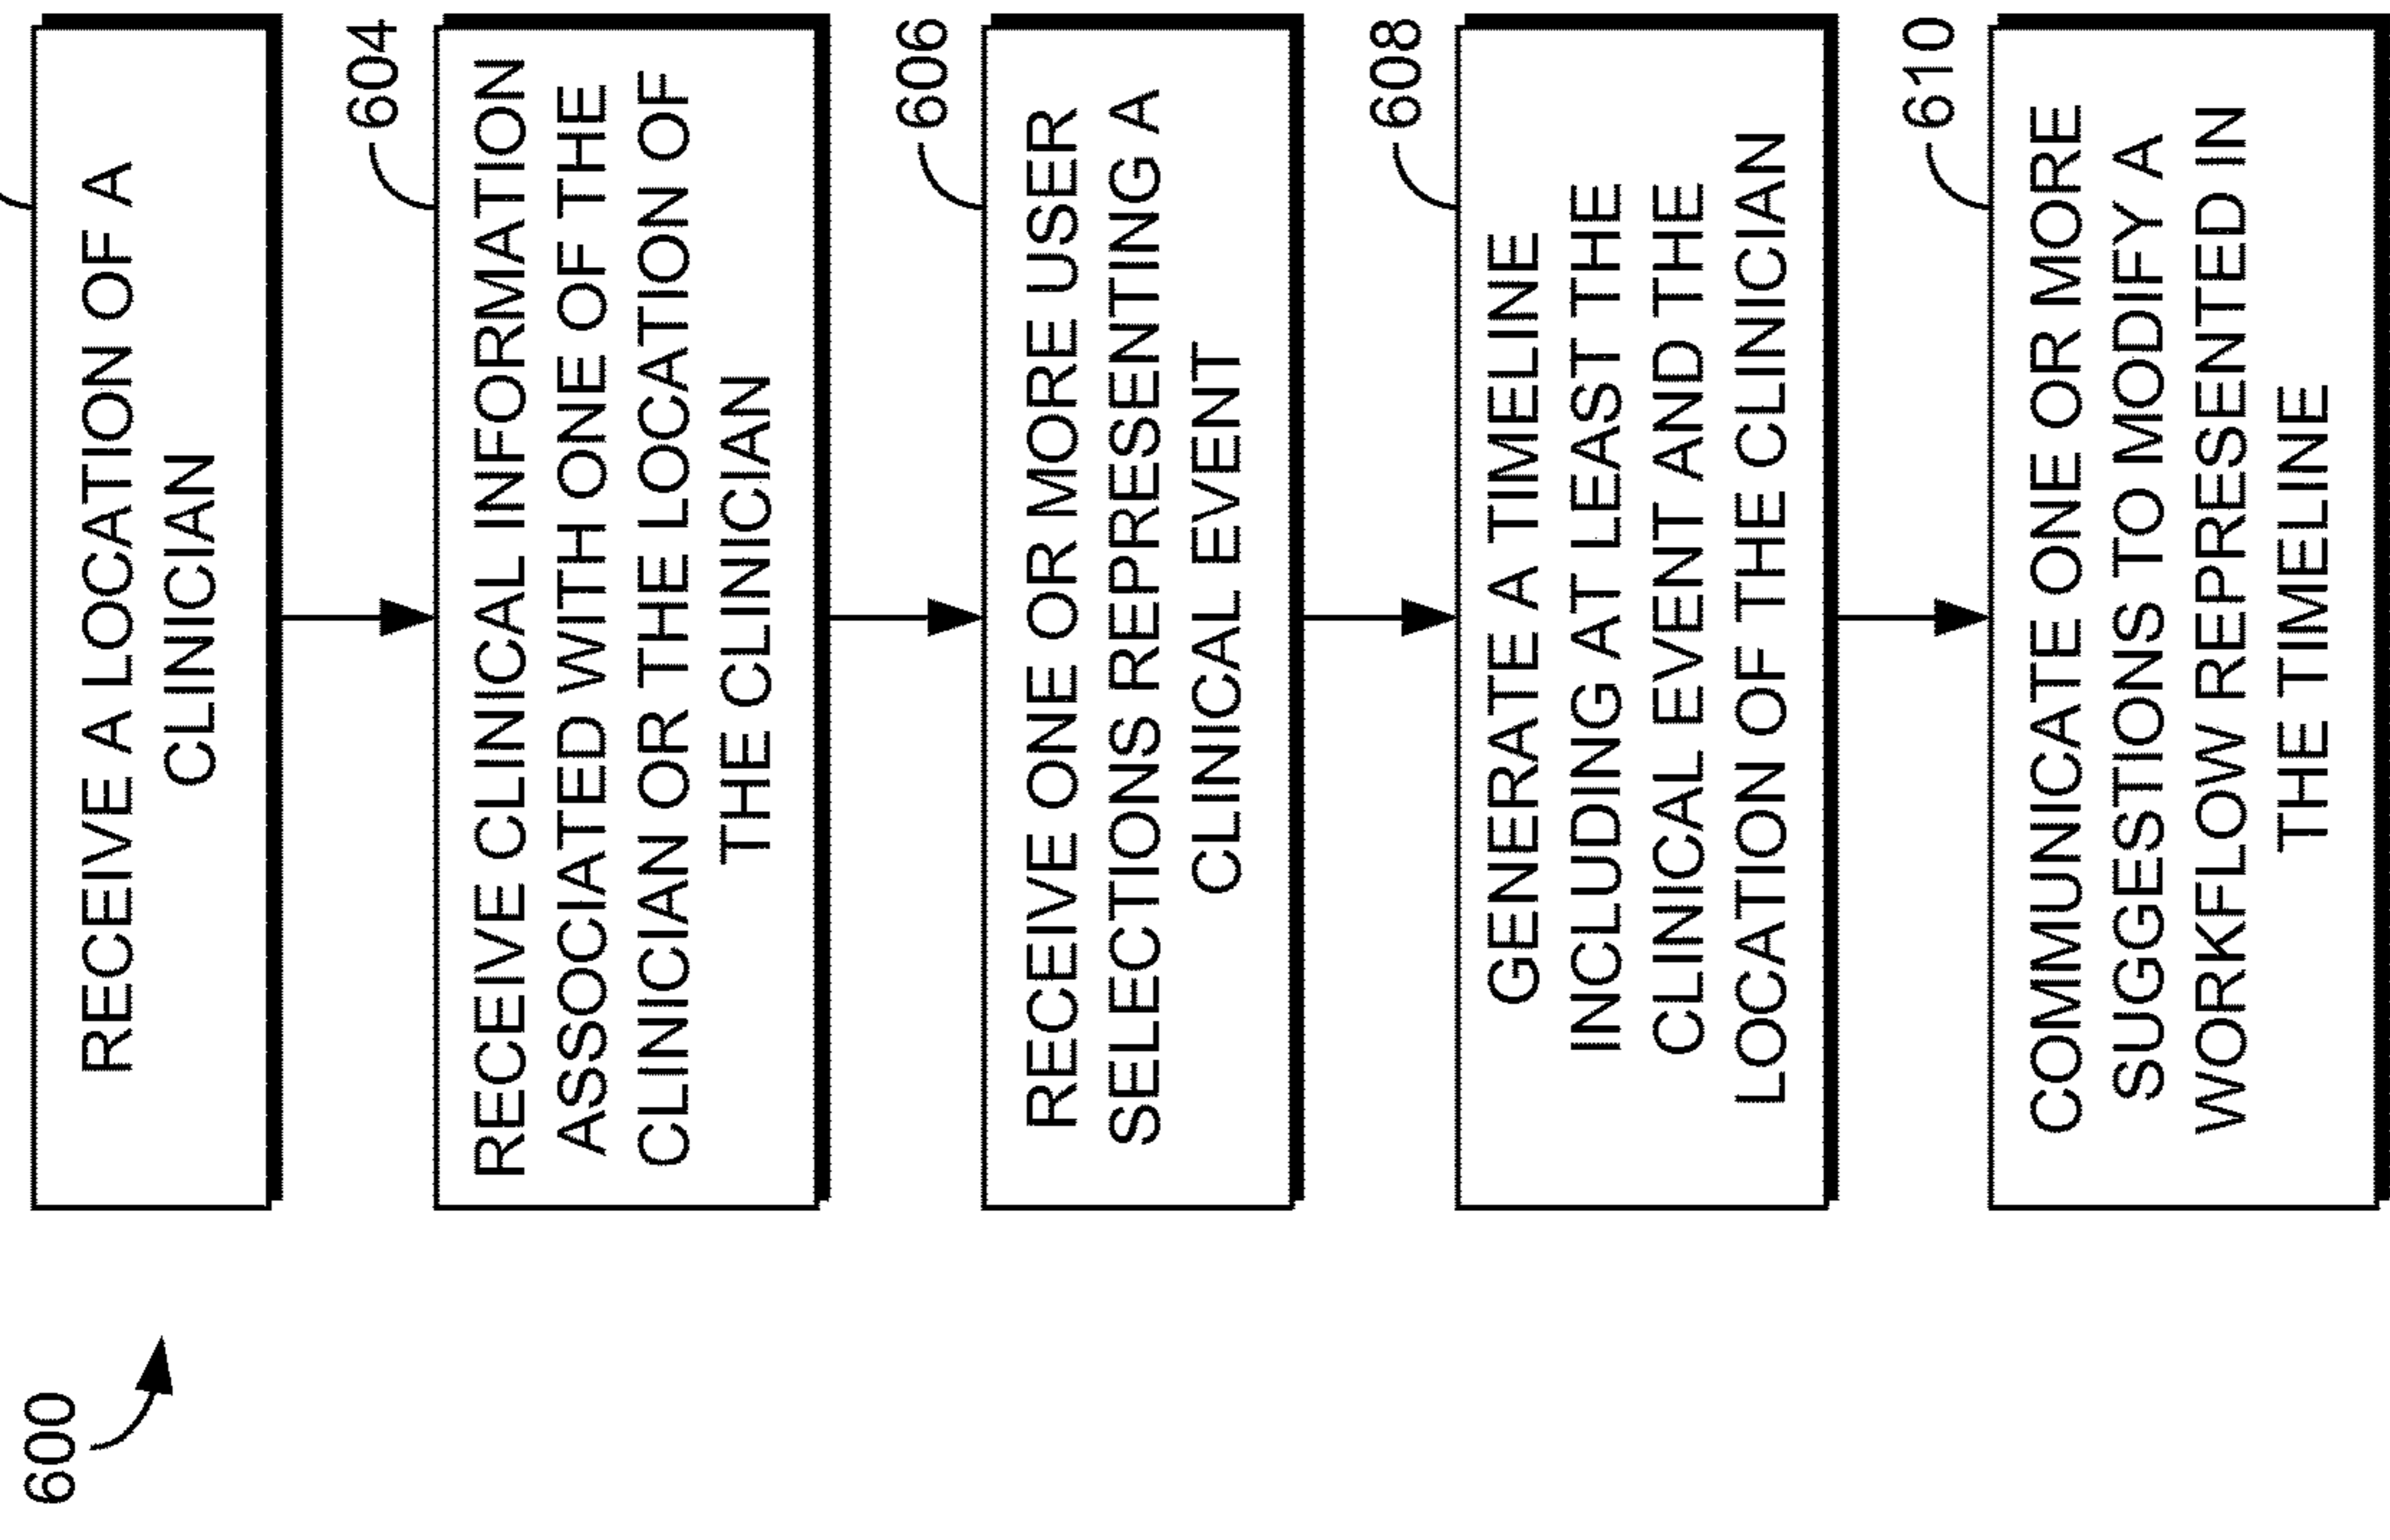 600
RECEIVE A LOCATION OF A
CLINICIAN
604
RECEIVE CLINICAL INFORMATION
ASSOCIATED WITH ONE OF THE
CLINICIAN OR THE LOCATION OF
THE CLINICIAN
606
RECEIVE ONE OR MORE USER
SELECTIONS REPRESENTING A
CLINICAL EVENT
608
GENERATE A TIMELINE
INCLUDING AT LEAST THE
CLINICAL EVENT AND THE
LOCATION OF THE CLINICIAN
610
COMMUNICATE ONE OR MORE
SUGGESTIONS TO MODIFY A
WORKFLOW REPRESENTED IN
THE TIMELINE